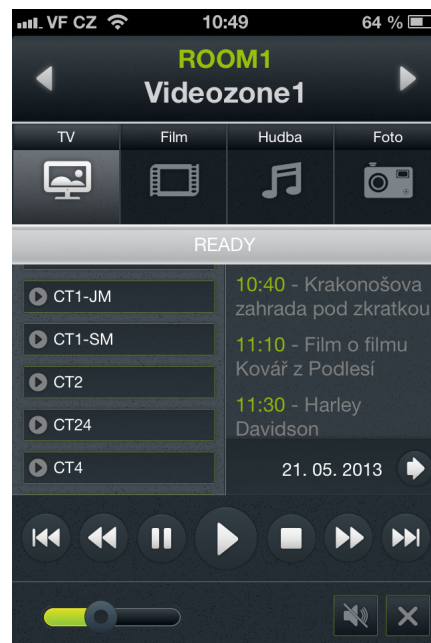 VF CZ 10:49 64 %
ROOM1
Videozone1
TV Film Hudba Foto
READY
CT1-JM
CT1-SM
CT2
CT24
CT4
10:40 - Krakonošova
zahrada pod zkratkou
11:10 - Film o filmu
Kovář z Podlesí
11:30 - Harley
Davidson
21. 05. 2013